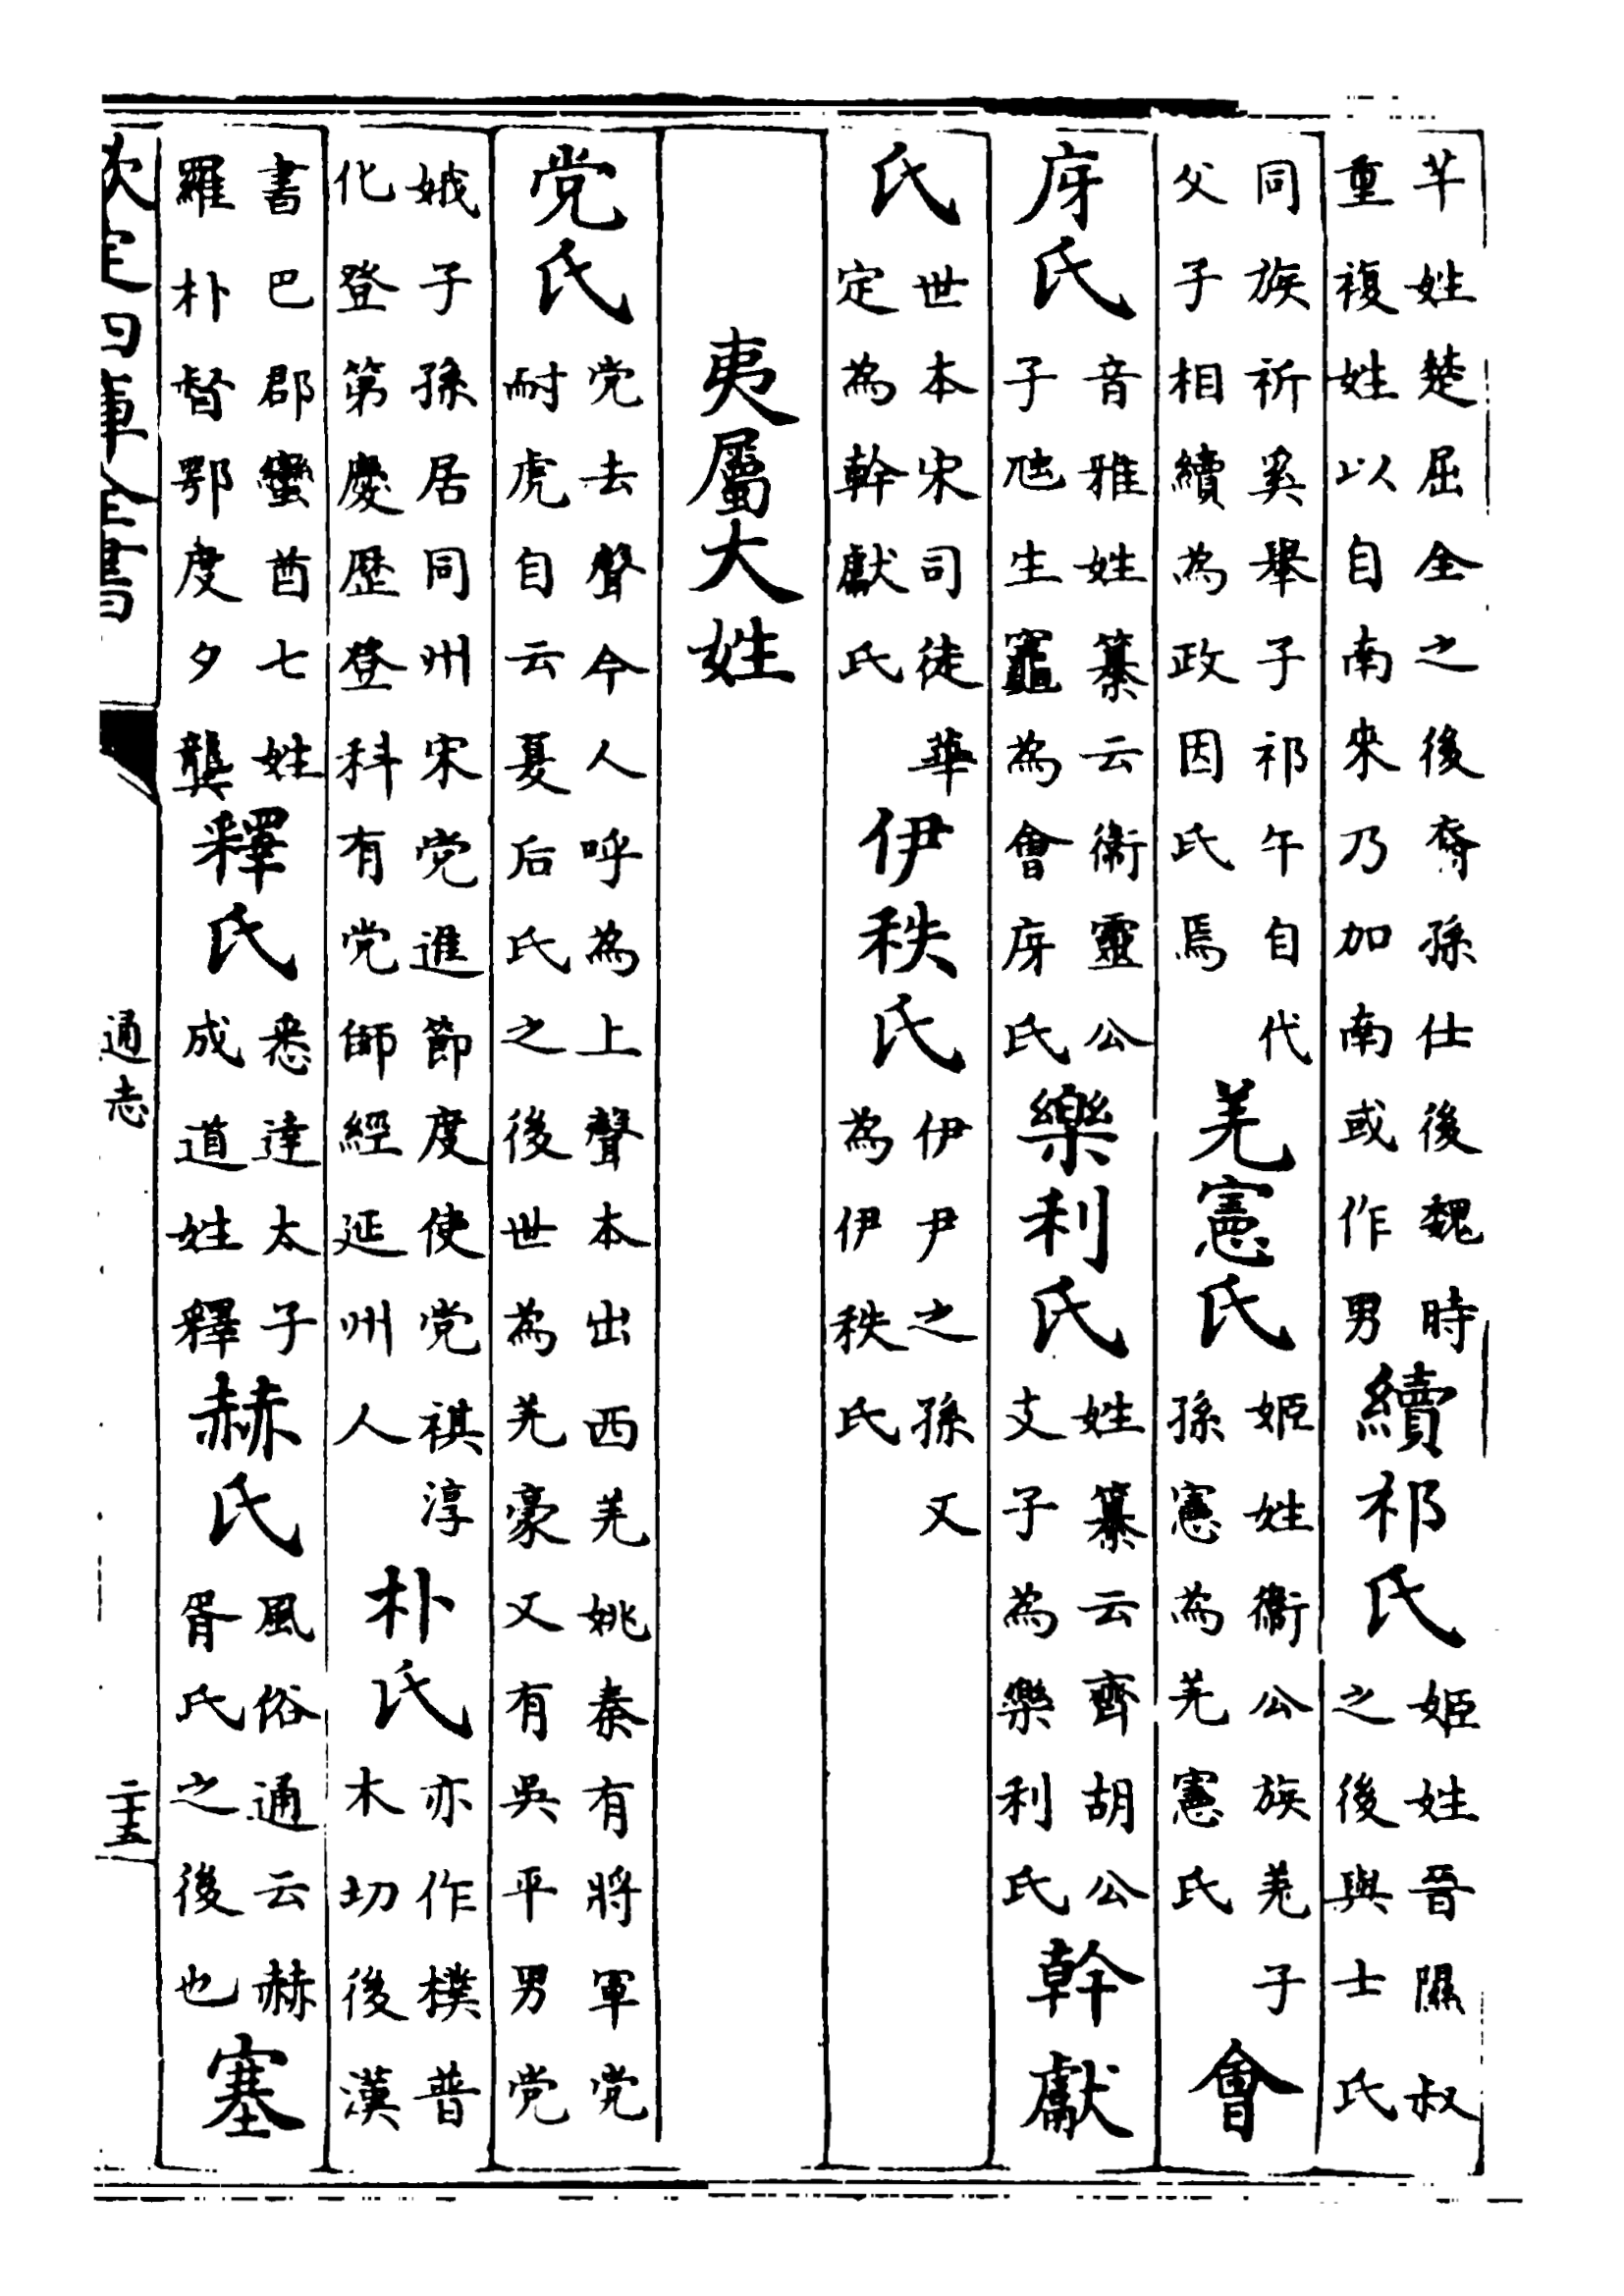 芊姓楚屈全之後裔孫仕後魏時
重複姓以自南來乃加南或作男
續祁氏
姬姓晉隰叔
之後與士氏
同族祈奚舉子祁午自代
父子相續為政因氏焉
羌憲氏
姬姓衞公族羌子
孫憲為羌憲氏
會
庌氏
音雅姓纂云衞靈公
子虺生竈為會庌氏
樂利氏
姓纂云齊胡公
支子為樂利氏
幹獻
氏
世本宋司徒華
定為幹獻氏
伊秩氏
伊尹之孫又
為伊秩氏
夷屬大姓
党氏
党去聲今人呼為上聲本出西羌姚秦有將軍党
耐虎自云夏后氏之後世為羌豪又有吳平男党
娥子孫居同州宋党進節度使党祺淳
化登第慶歷登科有党師經延州人
朴氏
亦作樸普
木切後漢
書巴郡蠻酋七姓
羅朴督鄂度夕龔
釋氏
悉達太子
成道姓釋
赫氏
風俗通云赫
胥氏之後也
塞
欽定四庫全書
通志
二十五